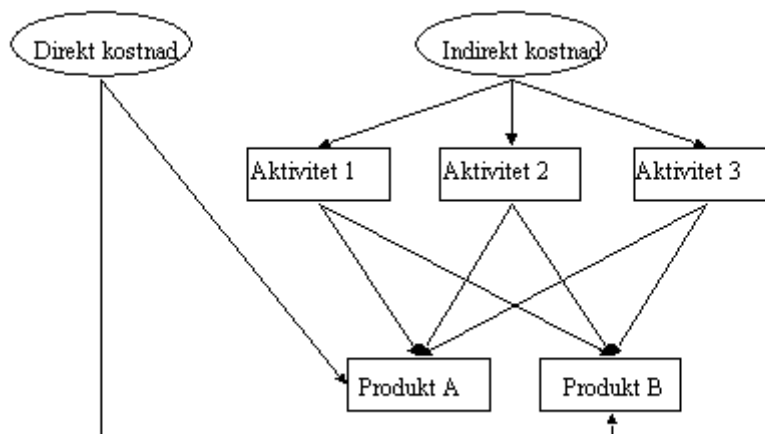 Direkt kostnad
Indirekt kostnad
Aktivitet 1
Aktivitet 2
Aktivitet 3
Produkt A
Produkt B